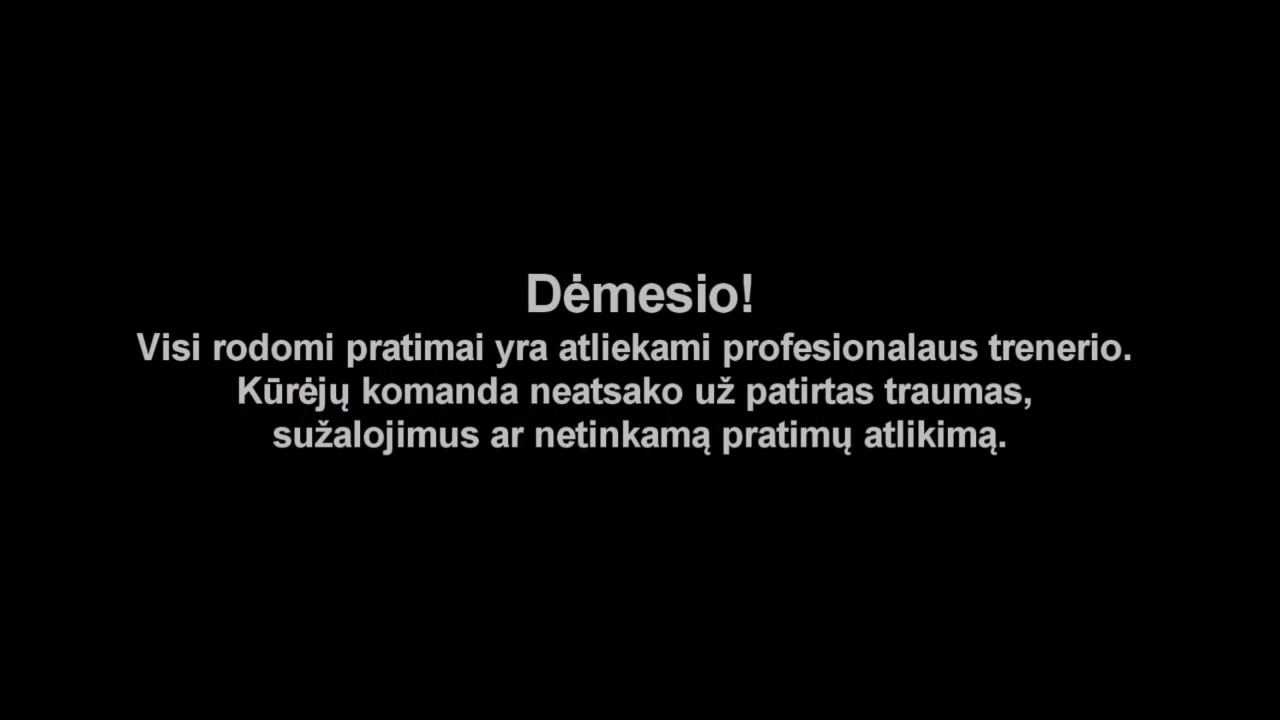 Dėmesio!
Visi rodomi pratimai yra atliekami profesionalaus trenerio.
Kūrėjų komanda neatsako už patirtas traumas,
sužalojimus ar netinkamą pratimų atlikimą.